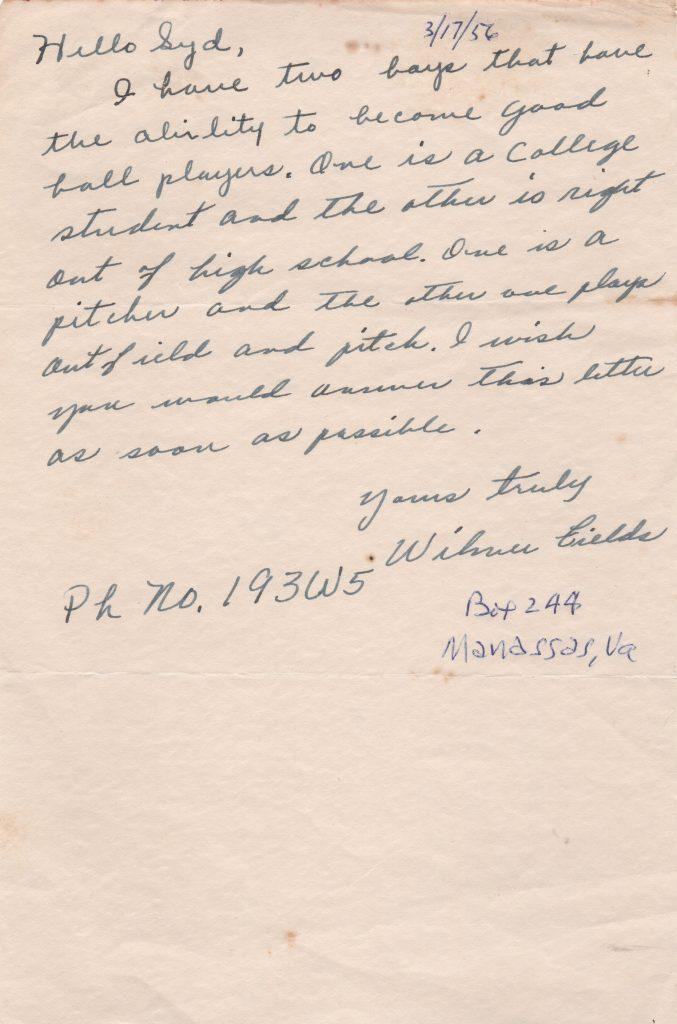 3/17/56
Hello Syd,
I have two boys that have
the abirlity to become good
ball players. One is a College
student and the other is right
out of high school. One is a
pitcher and the other one plays
outfield and pitch. I wish
you would answer this letter
as soon as possible.
Yours truly
Wilmer Fields
Ph No. 193W5
Box 244
Manassas, Va